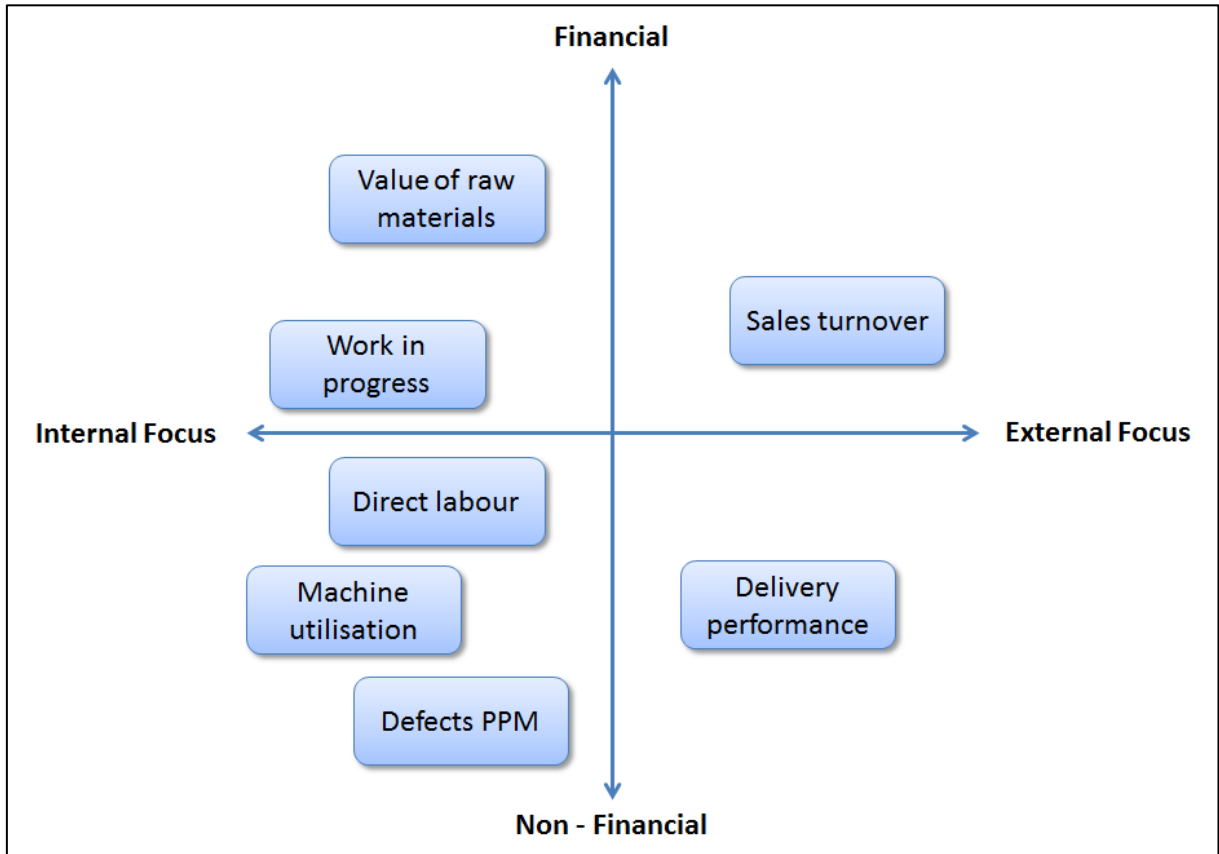 Financial
Value of raw
materials
Sales turnover
Work in
progress
Internal Focus
External Focus
Direct labour
Machine
utilisation
Delivery
performance
Defects PPM
Non - Financial